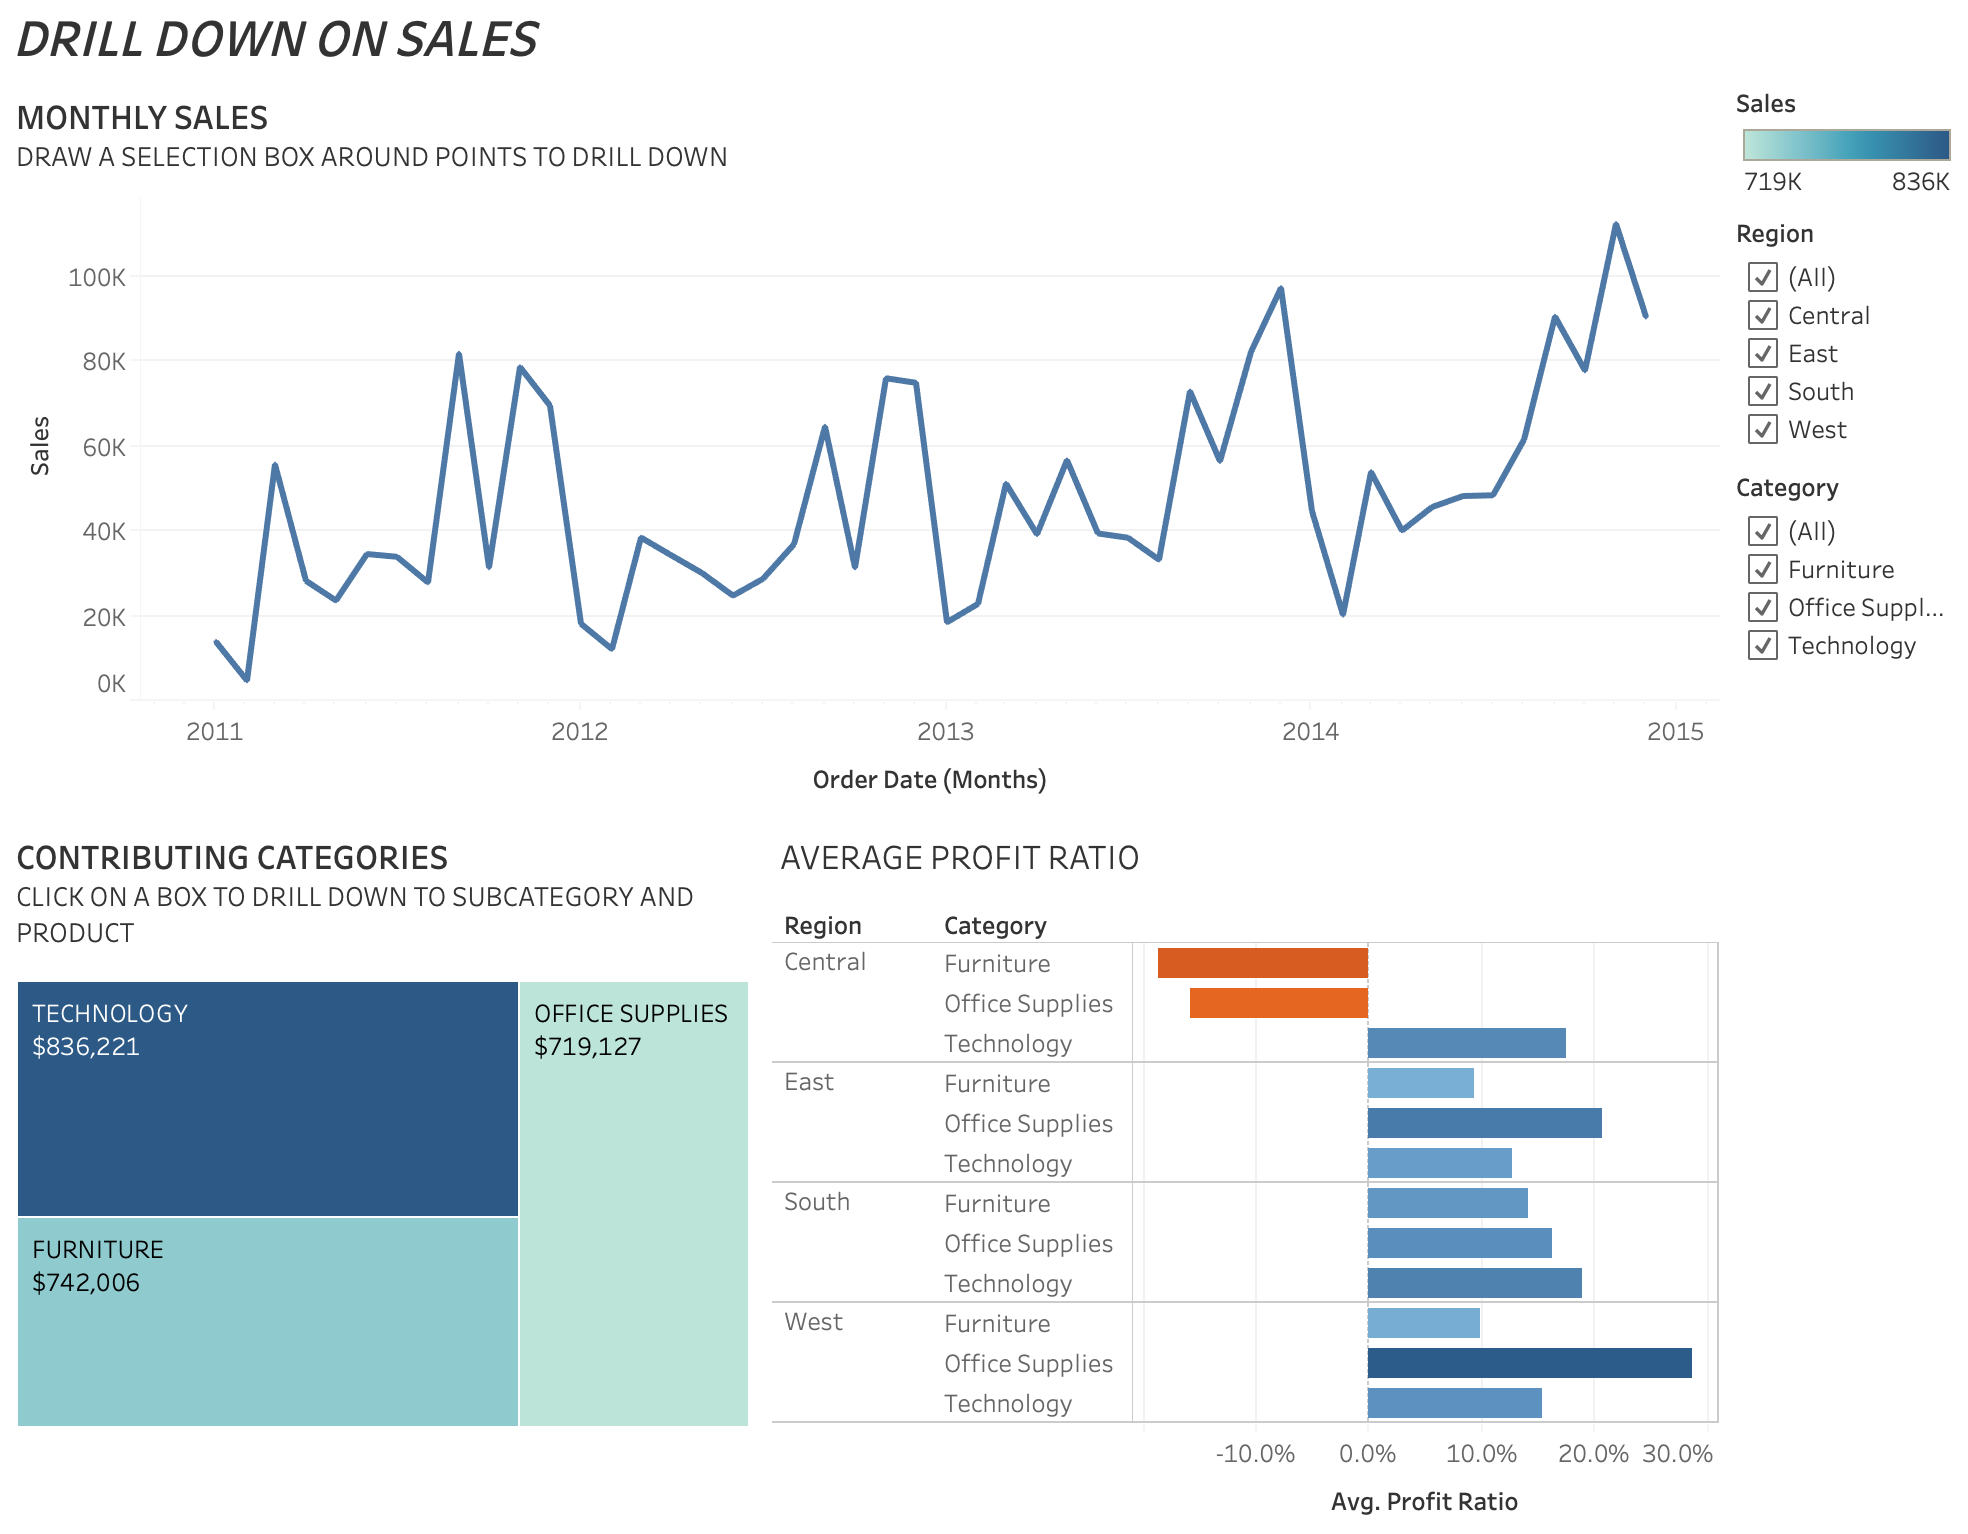 DRILL DOWN ON SALES
MONTHLY SALES
DRAW A SELECTION BOX AROUND POINTS TO DRILL DOWN
Sales
100K
80K
60K
40K
20K
0K
2011 2012 2013 2014 2015
Order Date (Months)
Sales
719K 836K
Region
(All)
Central
East
South
West
Category
(All)
Furniture
Office Suppl...
Technology
CONTRIBUTING CATEGORIES
CLICK ON A BOX TO DRILL DOWN TO SUBCATEGORY AND
PRODUCT
TECHNOLOGY
$836,221
OFFICE SUPPLIES
$719,127
FURNITURE
$742,006
AVERAGE PROFIT RATIO
Region Category
Central Furniture
Office Supplies
Technology
East Furniture
Office Supplies
Technology
South Furniture
Office Supplies
Technology
West Furniture
Office Supplies
Technology
-10.0% 0.0% 10.0% 20.0% 30.0%
Avg. Profit Ratio